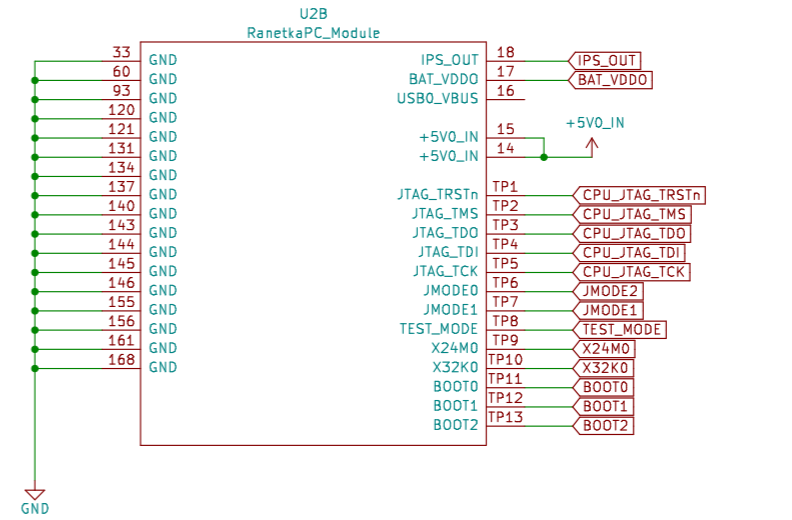 U2B
RanetkaPC_Module
33 GND IPS_OUT 18 IPS_OUT
60 GND BAT_VDDO 17 BAT_VDDO
93 GND USB0_VBUS 16
120 GND
121 GND +5V0_IN 15 +5V0_IN
131 GND +5V0_IN 14
134 GND
137 GND JTAG_TRSTn TP1 CPU_JTAG_TRSTn
140 GND JTAG_TMS TP2 CPU_JTAG_TMS
143 GND JTAG_TDO TP3 CPU_JTAG_TDO
144 GND JTAG_TDI TP4 CPU_JTAG_TDI
145 GND JTAG_TCK TP5 CPU_JTAG_TCK
146 GND JMODE0 TP6 JMODE2
155 GND JMODE1 TP7 JMODE1
156 GND TEST_MODE TP8 TEST_MODE
161 GND X24M0 TP9 X24M0
168 GND X32K0 TP10 X32K0
BOOT0 TP11 BOOT0
BOOT1 TP12 BOOT1
BOOT2 TP13 BOOT2
GND